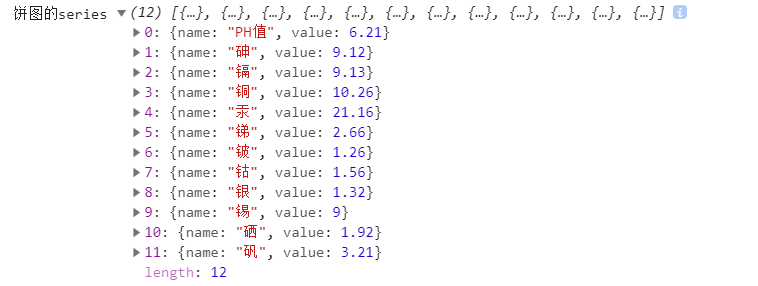 饼图的series ▼(12) [{…}, {…}, {…}, {…}, {…}, {…}, {…}, {…}, {…}, {…}, {…}, {…}] i
▶0: {name: "PH值", value: 6.21}
▶1: {name: "砷", value: 9.12}
▶2: {name: "镉", value: 9.13}
▶3: {name: "铜", value: 10.26}
▶4: {name: "汞", value: 21.16}
▶5: {name: "锑", value: 2.66}
▶6: {name: "铍", value: 1.26}
▶7: {name: "钴", value: 1.56}
▶8: {name: "银", value: 1.32}
▶9: {name: "锡", value: 9}
▶10: {name: "硒", value: 1.92}
▶11: {name: "矾", value: 3.21}
length: 12